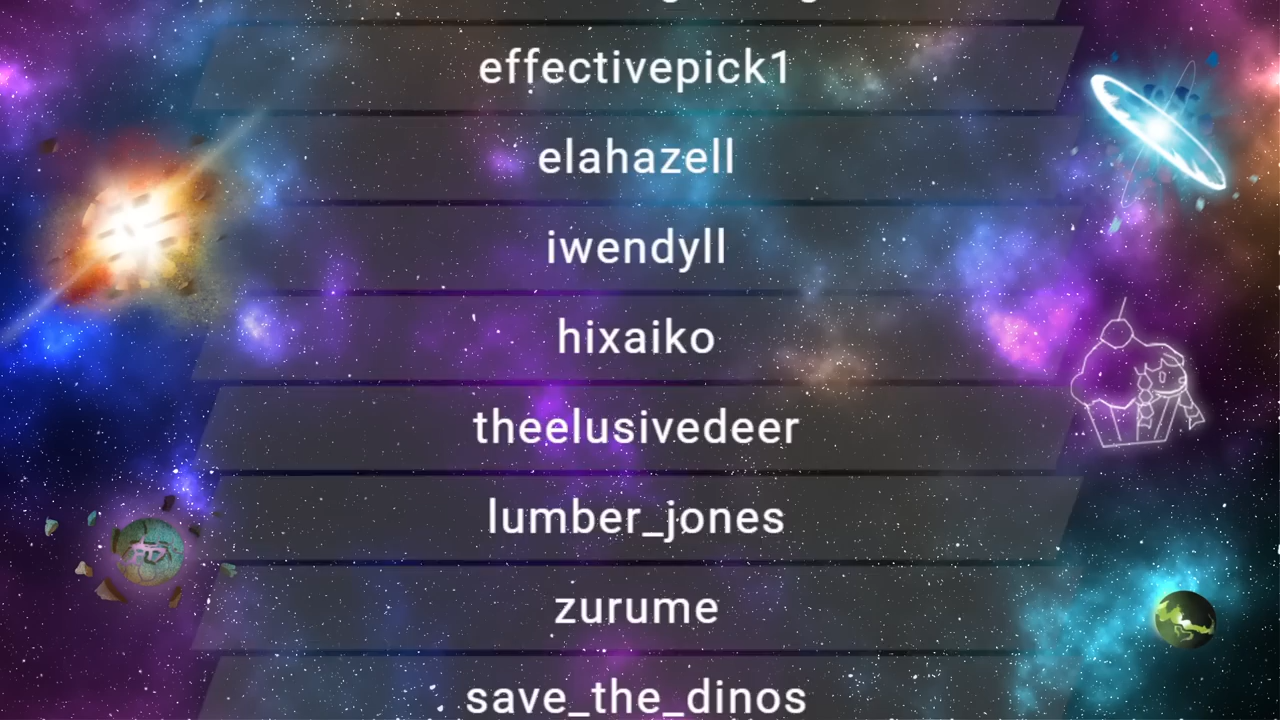 effectivepick1
elahazell
iwendyll
hixaiko
theelusivedeer
lumber_jones
zurume
save_the_dinos